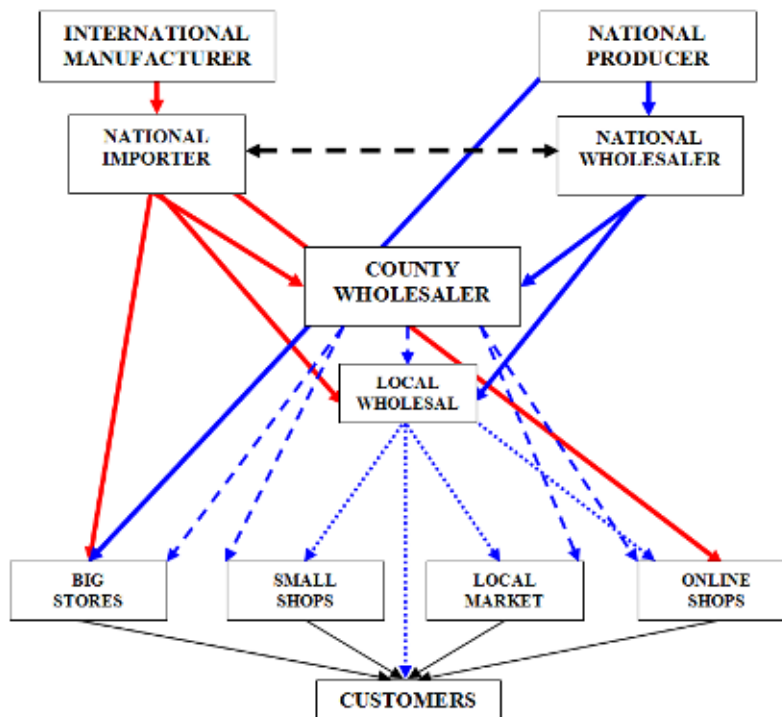 INTERNATIONAL
MANUFACTURER
NATIONAL
PRODUCER
NATIONAL
IMPORTER
NATIONAL
WHOLESALER
COUNTY
WHOLESALER
LOCAL
WHOLESAL
BIG
STORES
SMALL
SHOPS
LOCAL
MARKET
ONLINE
SHOPS
CUSTOMERS